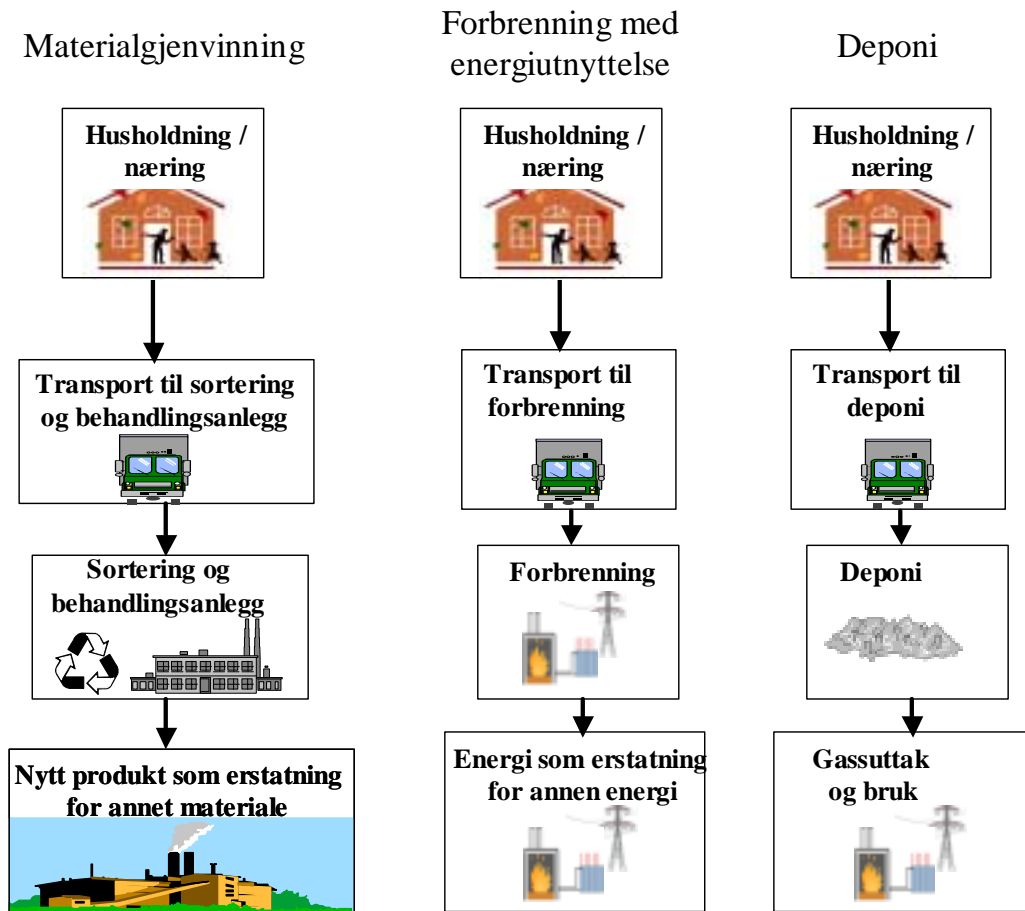 Materialgjenvinning
Husholdning /
næring
Transport til sortering
og behandlingsanlegg
Sortering og
behandlingsanlegg
Nytt produkt som erstatning
for annet materiale
Forbrenning med
energiutnyttelse
Husholdning /
næring
Transport til
forbrenning
Forbrenning
Energi som erstatning
for annen energi
Deponi
Husholdning /
næring
Transport til
deponi
Deponi
Gassuttak
og bruk